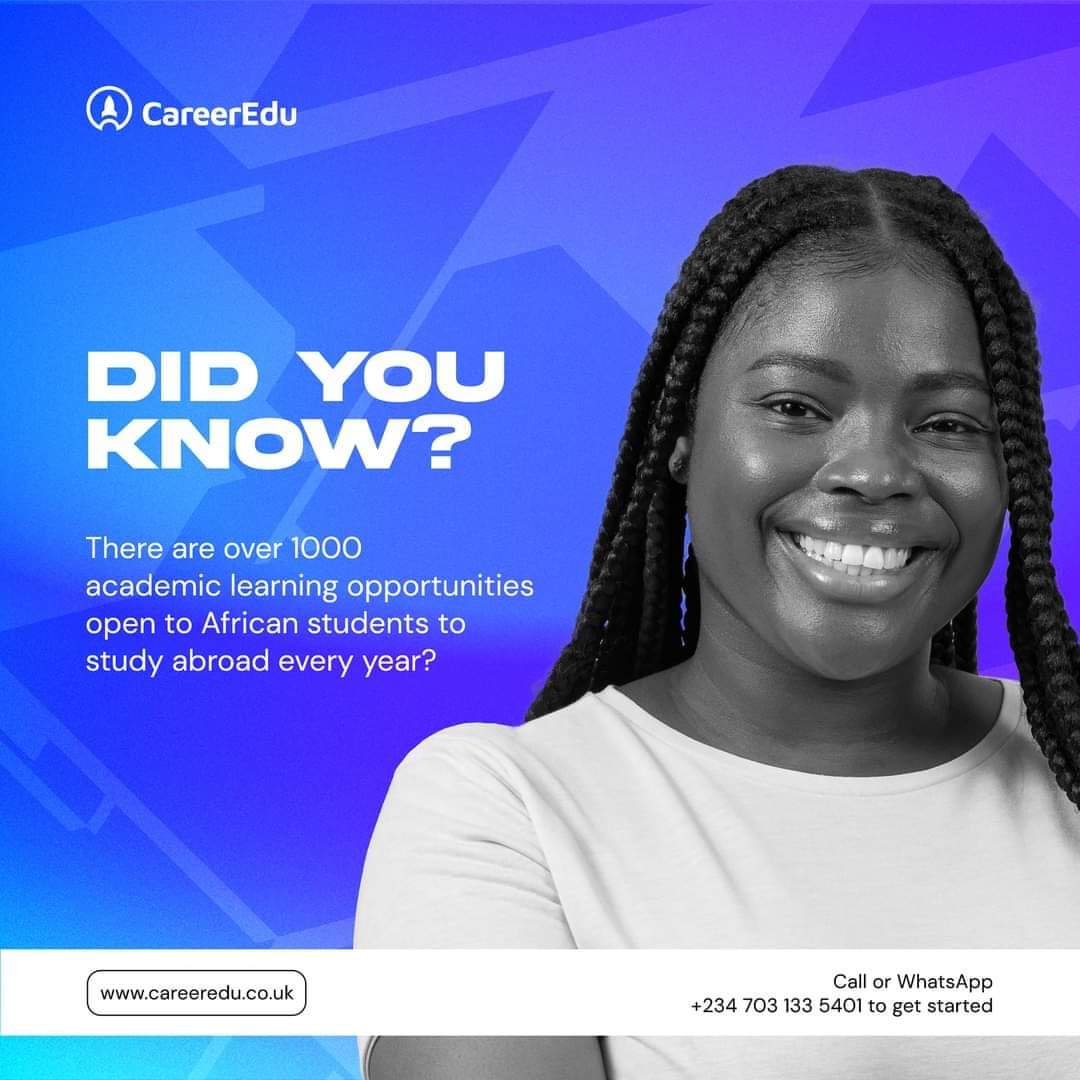 CareerEdu
DID YOU
KNOW?
There are over 1000
academic learning opportunities
open to African students to
study abroad every year?
www.careeredu.co.uk
Call or WhatsApp
+234 703 133 5401 to get started